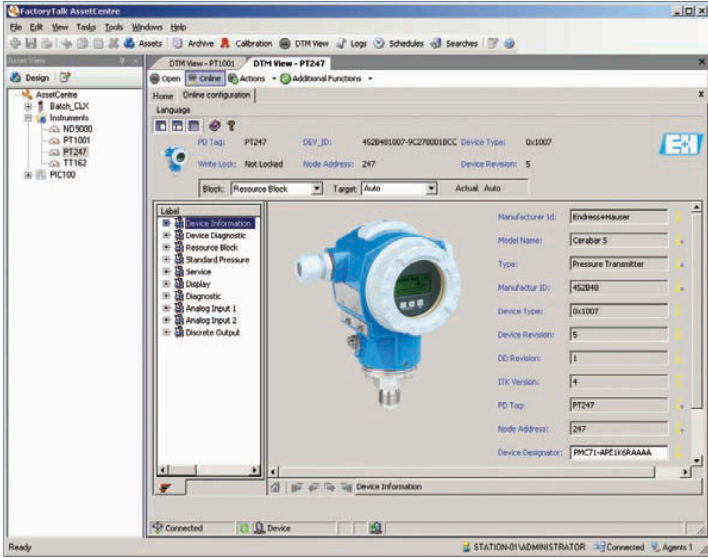 FactoryTalk AssetCentre
File Edit View Tasks Tools Windows Help
Assets Archive Calibration DTM View Logs Schedules Searches
Asset View
DTM View - PT1001 DTM View - PT247
Design
Open Online Actions Additional Functions
AssetCentre
Batch_CLX
Instruments
ND9000
PT1001
PT247
TT162
PIC100
Home Online configuration
Language
PD Tag: PT247 DEV_ID: 452B481007-9C270001BCC Device Type: 0x1007
Write Lock: Not Locked Node Address: 247 Device Revision: 5
E+H
Block: Resource Block Target: Auto Actual: Auto
Label
Device Information
Device Diagnostic
Resource Block
Standard Pressure
Service
Display
Diagnostic
Analog Input 1
Analog Input 2
Discrete Output
Manufacturer Id: Endress+Hauser
Model Name: Cerabar S
Type: Pressure Transmitter
Manufactur ID: 452B48
Device Type: 0x1007
Device Revision: 5
DD Revision: 1
ITK Version: 4
PD Tag: PT247
Node Address: 247
Device Designator: PMC71-APE1K6RAAAA
Device Information
Connected Device
Ready STATION-01\ADMINISTRATOR Connected Agents 1